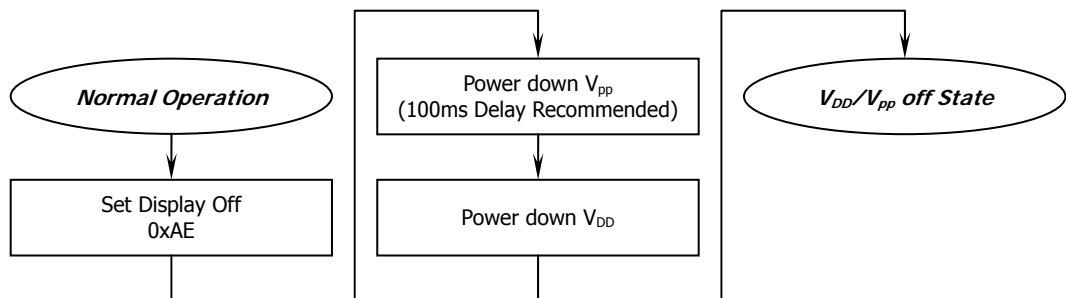 Normal Operation
Set Display Off
0xAE
Power down Vpp
(100ms Delay Recommended)
Power down VDD
VDD/Vpp off State